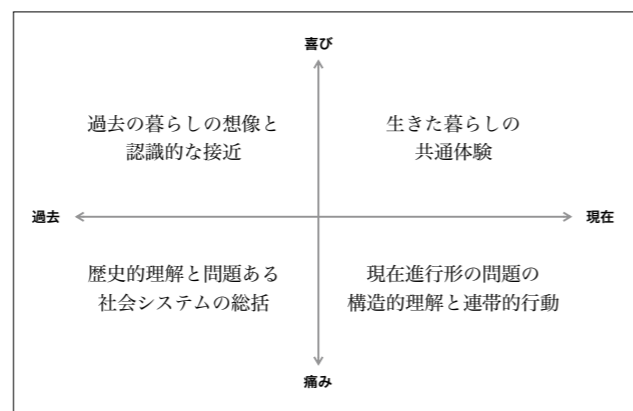 喜び
過去の暮らしの想像と
認識的な接近
生きた暮らしの
共通体験
過去
現在
歴史的理解と問題ある
社会システムの総括
現在進行形の問題の
構造的理解と連帯的行動
痛み